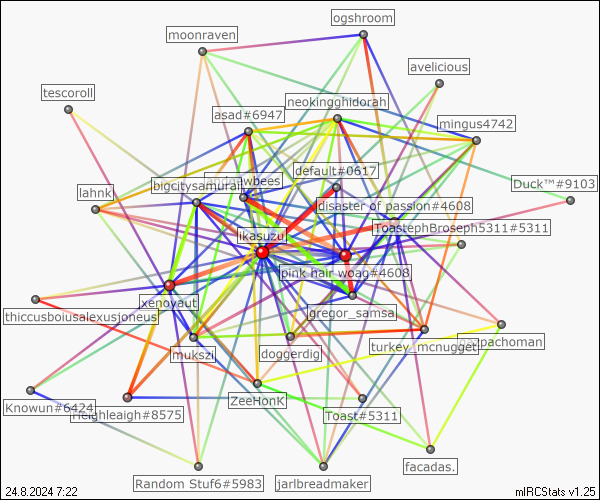 ogshroom
moonraven
avelicious
tescoroll
neokingghidorah
asad#6947
mingus4742
default#0617
bigcitysamurai
wbees
Duck™#9103
lahnk
disaster of passion#4608
ToastephBroseph5311#5311
ikasuzu
pink hair woag#4608
xenoyaut
gregor_samsa
thiccusboiusalexusjoneus
turkey_mcnugget
pachoman
mukszi
doggerdig
Knowun#6424
Heighleigh#8575
ZeeHonK
Toast#5311
facadas.
Random Stuf6#5983
jarlbreadmaker
24.8.2024 7:22
mIRCStats v1.25